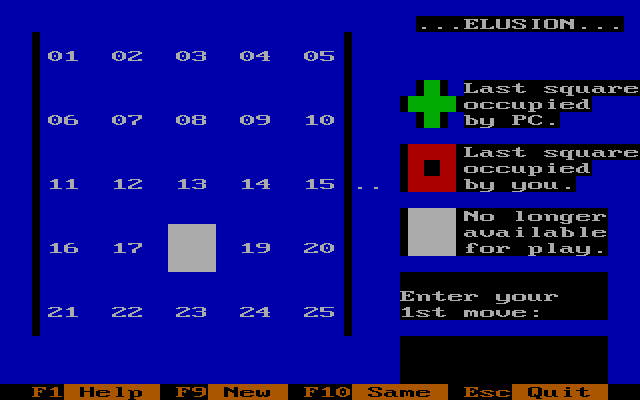 ...ELUSION...
01 02 03 04 05
Last square
occupied
by PC.
06 07 08 09 10
Last square
occupied
by you.
11 12 13 14 15 ..
No longer
available
for play.
16 17 19 20
Enter your
1st move:
21 22 23 24 25
F1 Help F9 New F10 Same Esc Quit